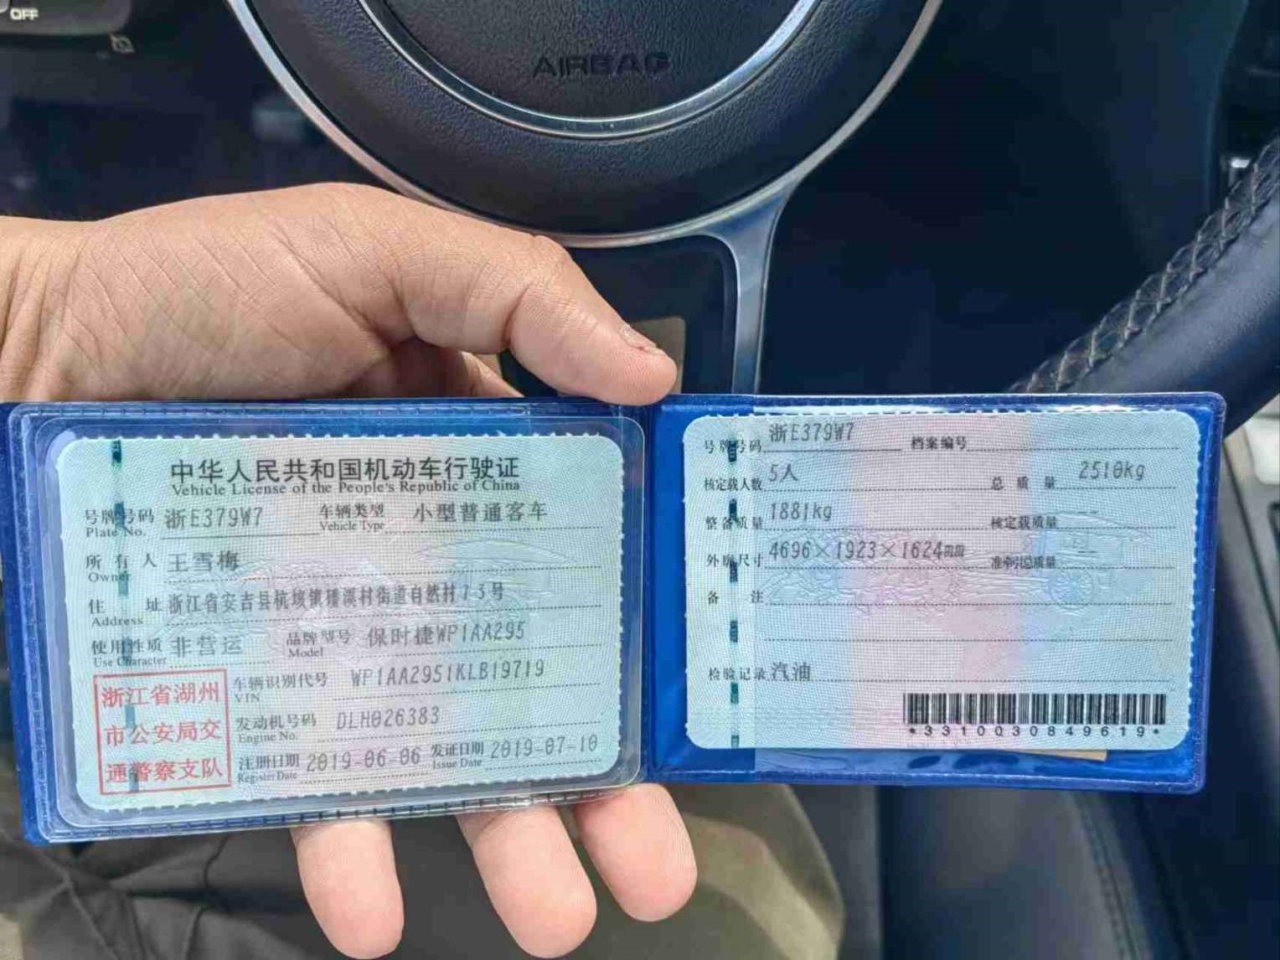 OFF
AIRBAG
中华人民共和国机动车行驶证
Vehicle License of the People's Republic of China
号牌号码 浙E379W7 车辆类型 小型普通客车
Plate No. Vehicle Type
所有人 王雪梅
Owner
住址 浙江省安吉县杭垓镇 村街道自然村73号
Address
使用性质 非营运 品牌型号 保时捷WP1AA295
Use Character Model
浙江省湖州
市公安局交
通警察支队
车辆识别代号 WP1AA2951KLB19719
VIN
发动机号码 DLH026383
Engine No.
注册日期 2019-06-06 发证日期 2019-07-10
Register Date Issue Date
号牌号码 浙E379W7 档案编号
核定载人数 5人 总质量 2510kg
整备质量 1881kg 核定载质量 --
外廓尺寸 4696×1923×1624mm 准牵引总质量 --
备注
检验记录 汽油
*3310030849619*